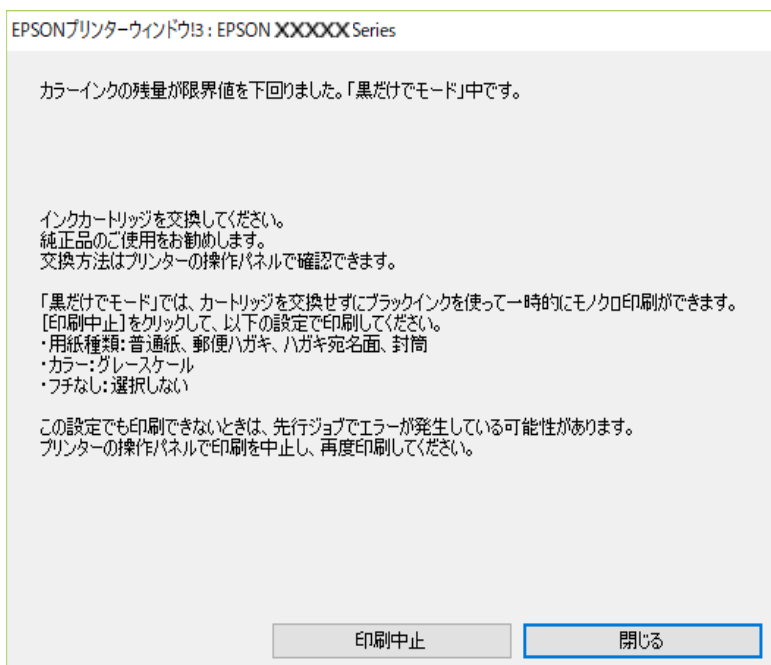 EPSONプリンターウィンドウ!3 : EPSON XXXXX Series
カラーインクの残量が限界値を下回りました。「黒だけでモード」中です。
インクカートリッジを交換してください。
純正品のご使用をお勧めします。
交換方法はプリンターの操作パネルで確認できます。
「黒だけでモード」では、カートリッジを交換せずにブラックインクを使って一時的にモノクロ印刷ができます。
[印刷中止]をクリックして、以下の設定で印刷してください。
・用紙種類:普通紙、郵便ハガキ、ハガキ宛名面、封筒
・カラー:グレースケール
・フチなし:選択しない
この設定でも印刷できないときは、先行ジョブでエラーが発生している可能性があります。
プリンターの操作パネルで印刷を中止し、再度印刷してください。
印刷中止
閉じる